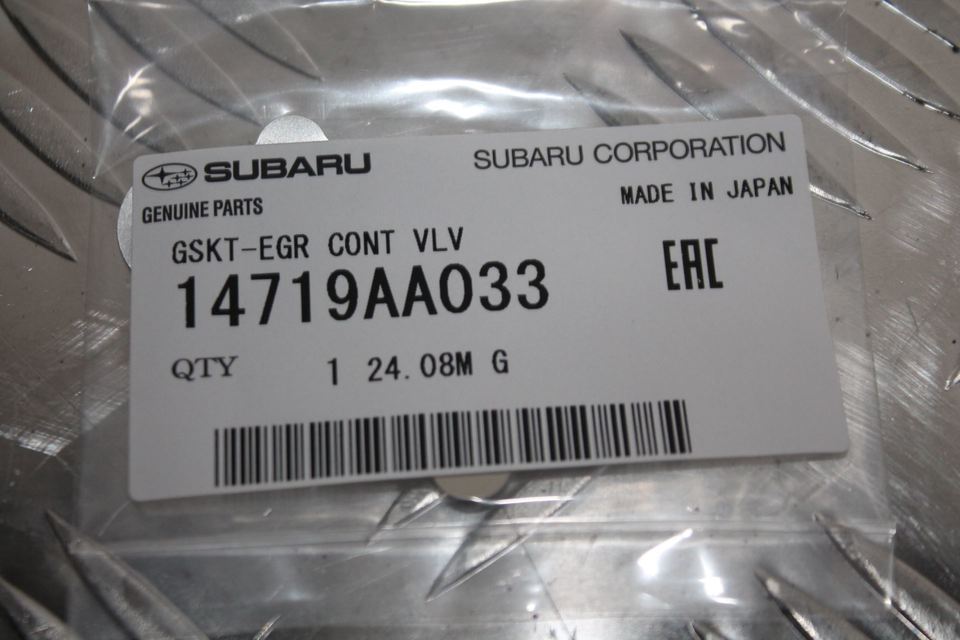 SUBARU
SUBARU CORPORATION
GENUINE PARTS
MADE IN JAPAN
GSKT-EGR CONT VLV
14719AA033
EAC
QTY 1 24.08M G